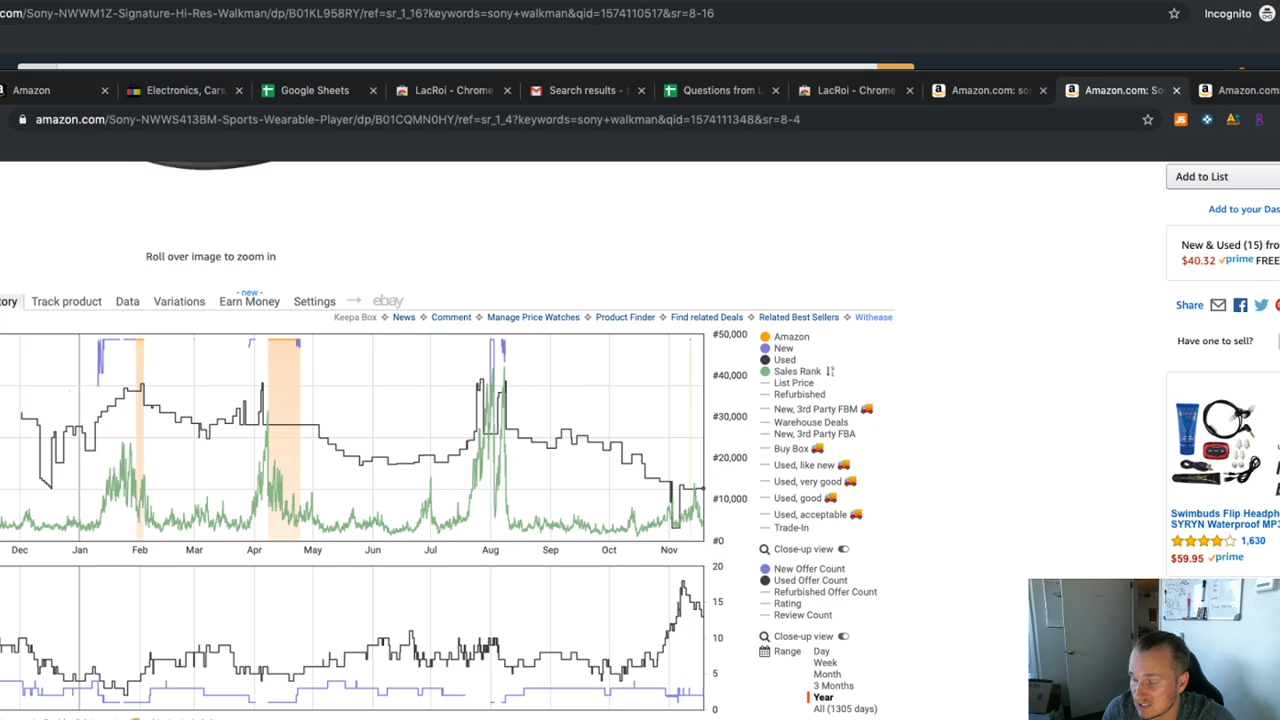 com/Sony-NWWM1Z-Signature-Hi-Res-Walkman/dp/B01KL958RY/ref=sr_1_16?keywords=sony+walkman&qid=1574110517&sr=8-16
Incognito
Amazon
Electronics, Cars,
Google Sheets
LacRoi - Chrome
Search results - s
Questions from L
LacRoi - Chrome
Amazon.com: so
Amazon.com: So
Amazon.com
amazon.com/Sony-NWWS413BM-Sports-Wearable-Player/dp/B01CQMN0HY/ref=sr_1_4?keywords=sony+walkman&qid=1574111348&sr=8-4
Add to List
Add to your Das
Roll over image to zoom in
New & Used (15) fro
$40.32 prime FREE
- new -
ory Track product Data Variations Earn Money Settings ebay
Share
Keepa Box News Comment Manage Price Watches Product Finder Find related Deals Related Best Sellers Withease
Have one to sell?
#50,000
#40,000
#30,000
#20,000
#10,000
#0
Amazon
New
Used
Sales Rank
List Price
Refurbished
New, 3rd Party FBM
Warehouse Deals
New, 3rd Party FBA
Buy Box
Used, like new
Used, very good
Used, good
Used, acceptable
Trade-In
Dec Jan Feb Mar Apr May Jun Jul Aug Sep Oct Nov
Close-up view
Swimbuds Flip Headph
SYRYN Waterproof MP3
1,630
$59.95 prime
20
15
10
5
0
New Offer Count
Used Offer Count
Refurbished Offer Count
Rating
Review Count
Close-up view
Range
Day
Week
Month
3 Months
Year
All (1305 days)